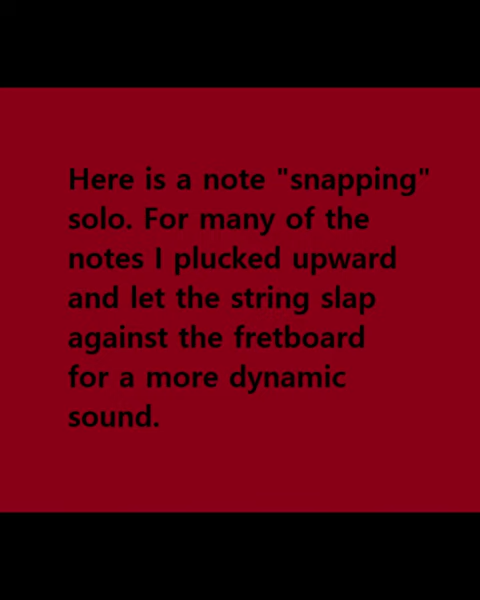 Here is a note "snapping"
solo. For many of the
notes I plucked upward
and let the string slap
against the fretboard
for a more dynamic
sound.